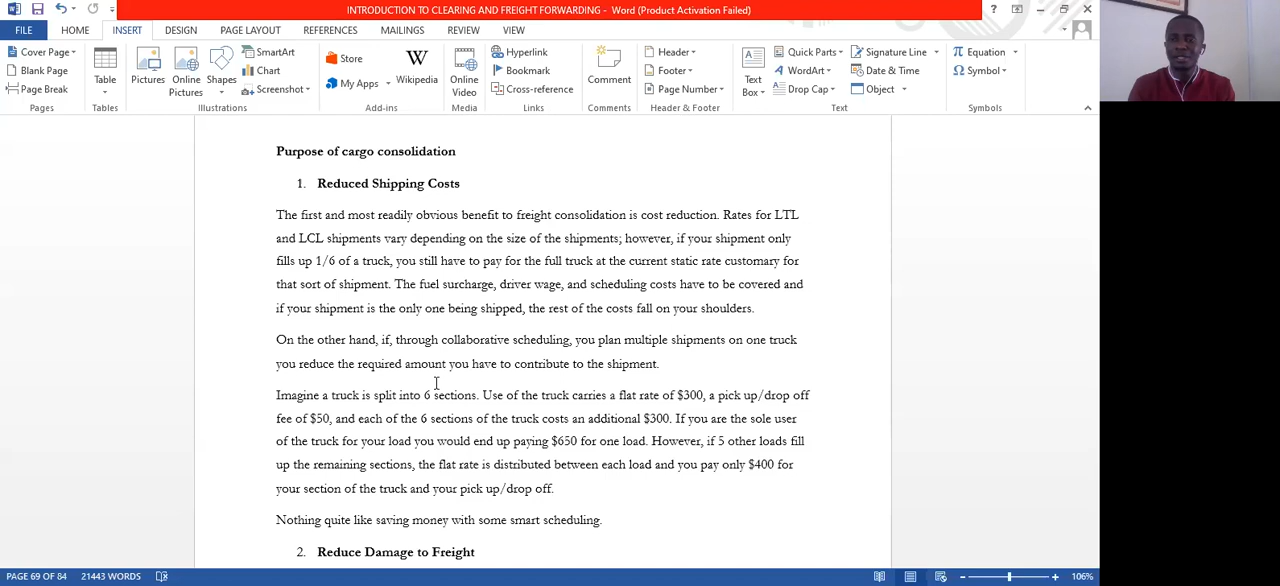 INTRODUCTION TO CLEARING AND FREIGHT FORWARDING - Word (Product Activation Failed)
FILE HOME INSERT DESIGN PAGE LAYOUT REFERENCES MAILINGS REVIEW VIEW
Cover Page
Blank Page
Page Break
Pages
Table
Tables
Pictures
Online Pictures
Shapes
SmartArt
Chart
Screenshot
Illustrations
Store
My Apps
Wikipedia
Add-ins
Online Video
Media
Hyperlink
Bookmark
Cross-reference
Links
Comment
Comments
Header
Footer
Page Number
Header & Footer
Text Box
Quick Parts
WordArt
Drop Cap
Signature Line
Date & Time
Object
Text
Equation
Symbol
Symbols
Purpose of cargo consolidation
1. Reduced Shipping Costs
The first and most readily obvious benefit to freight consolidation is cost reduction. Rates for LTL
and LCL shipments vary depending on the size of the shipments; however, if your shipment only
fills up 1/6 of a truck, you still have to pay for the full truck at the current static rate customary for
that sort of shipment. The fuel surcharge, driver wage, and scheduling costs have to be covered and
if your shipment is the only one being shipped, the rest of the costs fall on your shoulders.
On the other hand, if, through collaborative scheduling, you plan multiple shipments on one truck
you reduce the required amount you have to contribute to the shipment.
Imagine a truck is split into 6 sections. Use of the truck carries a flat rate of $300, a pick up/drop off
fee of $50, and each of the 6 sections of the truck costs an additional $300. If you are the sole user
of the truck for your load you would end up paying $650 for one load. However, if 5 other loads fill
up the remaining sections, the flat rate is distributed between each load and you pay only $400 for
your section of the truck and your pick up/drop off.
Nothing quite like saving money with some smart scheduling.
2. Reduce Damage to Freight
PAGE 69 OF 84 21443 WORDS
106%